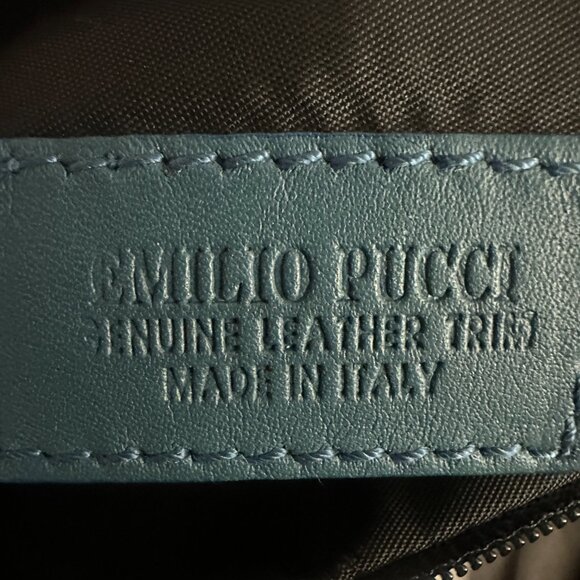 EMILIO PUCCI
GENUINE LEATHER TRIM
MADE IN ITALY